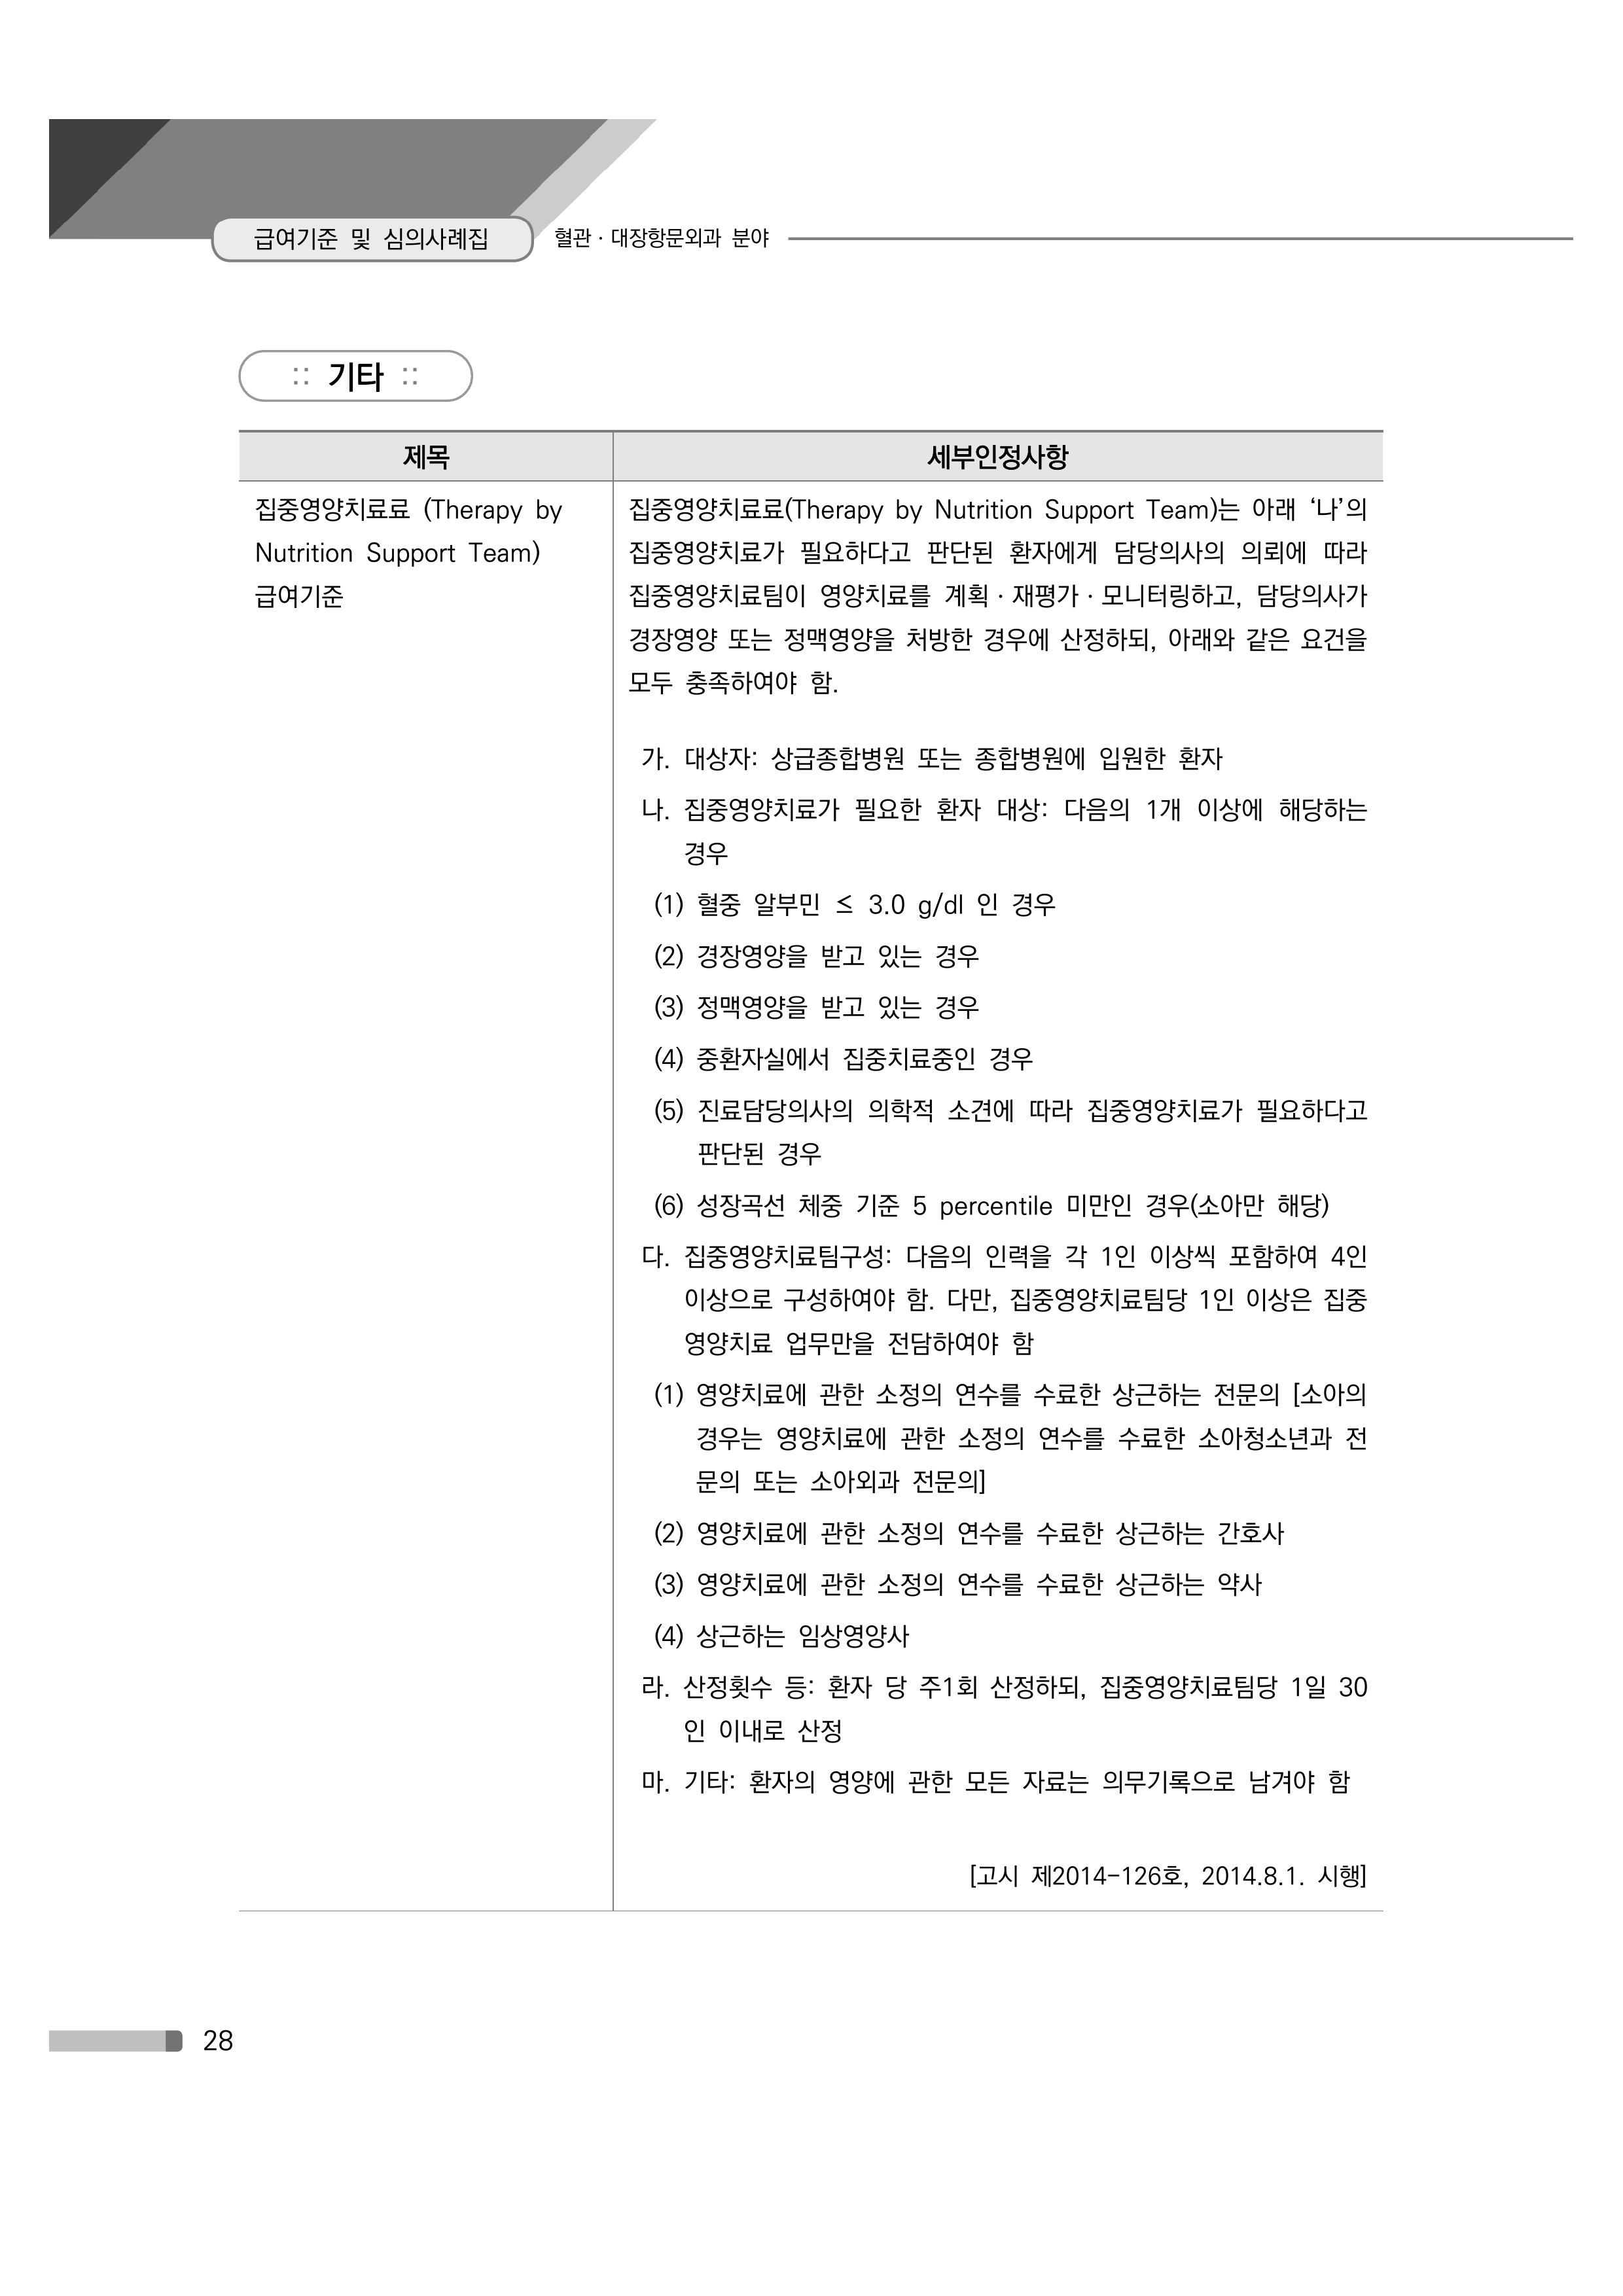 급여기준 및 심의사례집 혈관·대장항문외과 분야
:: 기타 ::
제목 세부인정사항
집중영양치료료 (Therapy by
Nutrition Support Team)
급여기준
집중영양치료료(Therapy by Nutrition Support Team)는 아래 ‘나’의
집중영양치료가 필요하다고 판단된 환자에게 담당의사의 의뢰에 따라
집중영양치료팀이 영양치료를 계획·재평가·모니터링하고, 담당의사가
경장영양 또는 정맥영양을 처방한 경우에 산정하되, 아래와 같은 요건을
모두 충족하여야 함.
가. 대상자: 상급종합병원 또는 종합병원에 입원한 환자
나. 집중영양치료가 필요한 환자 대상: 다음의 1개 이상에 해당하는
경우
(1) 혈중 알부민 ≤ 3.0 g/dl 인 경우
(2) 경장영양을 받고 있는 경우
(3) 정맥영양을 받고 있는 경우
(4) 중환자실에서 집중치료중인 경우
(5) 진료담당의사의 의학적 소견에 따라 집중영양치료가 필요하다고
판단된 경우
(6) 성장곡선 체중 기준 5 percentile 미만인 경우(소아만 해당)
다. 집중영양치료팀구성: 다음의 인력을 각 1인 이상씩 포함하여 4인
이상으로 구성하여야 함. 다만, 집중영양치료팀당 1인 이상은 집중
영양치료 업무만을 전담하여야 함
(1) 영양치료에 관한 소정의 연수를 수료한 상근하는 전문의 [소아의
경우는 영양치료에 관한 소정의 연수를 수료한 소아청소년과 전
문의 또는 소아외과 전문의]
(2) 영양치료에 관한 소정의 연수를 수료한 상근하는 간호사
(3) 영양치료에 관한 소정의 연수를 수료한 상근하는 약사
(4) 상근하는 임상영양사
라. 산정횟수 등: 환자 당 주1회 산정하되, 집중영양치료팀당 1일 30
인 이내로 산정
마. 기타: 환자의 영양에 관한 모든 자료는 의무기록으로 남겨야 함
[고시 제2014-126호, 2014.8.1. 시행]
28